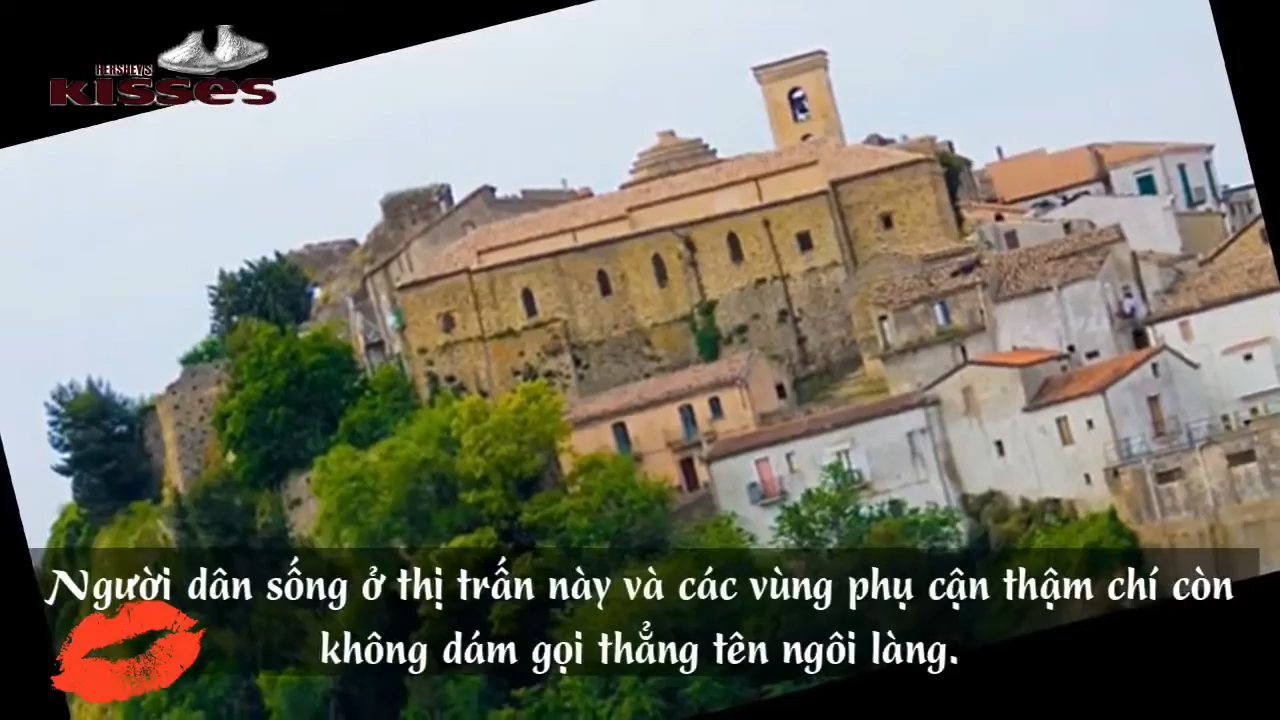 HERSHEY'S
KISSES
Người dân sống ở thị trấn này và các vùng phụ cận thậm chí còn
không dám gọi thẳng tên ngôi làng.